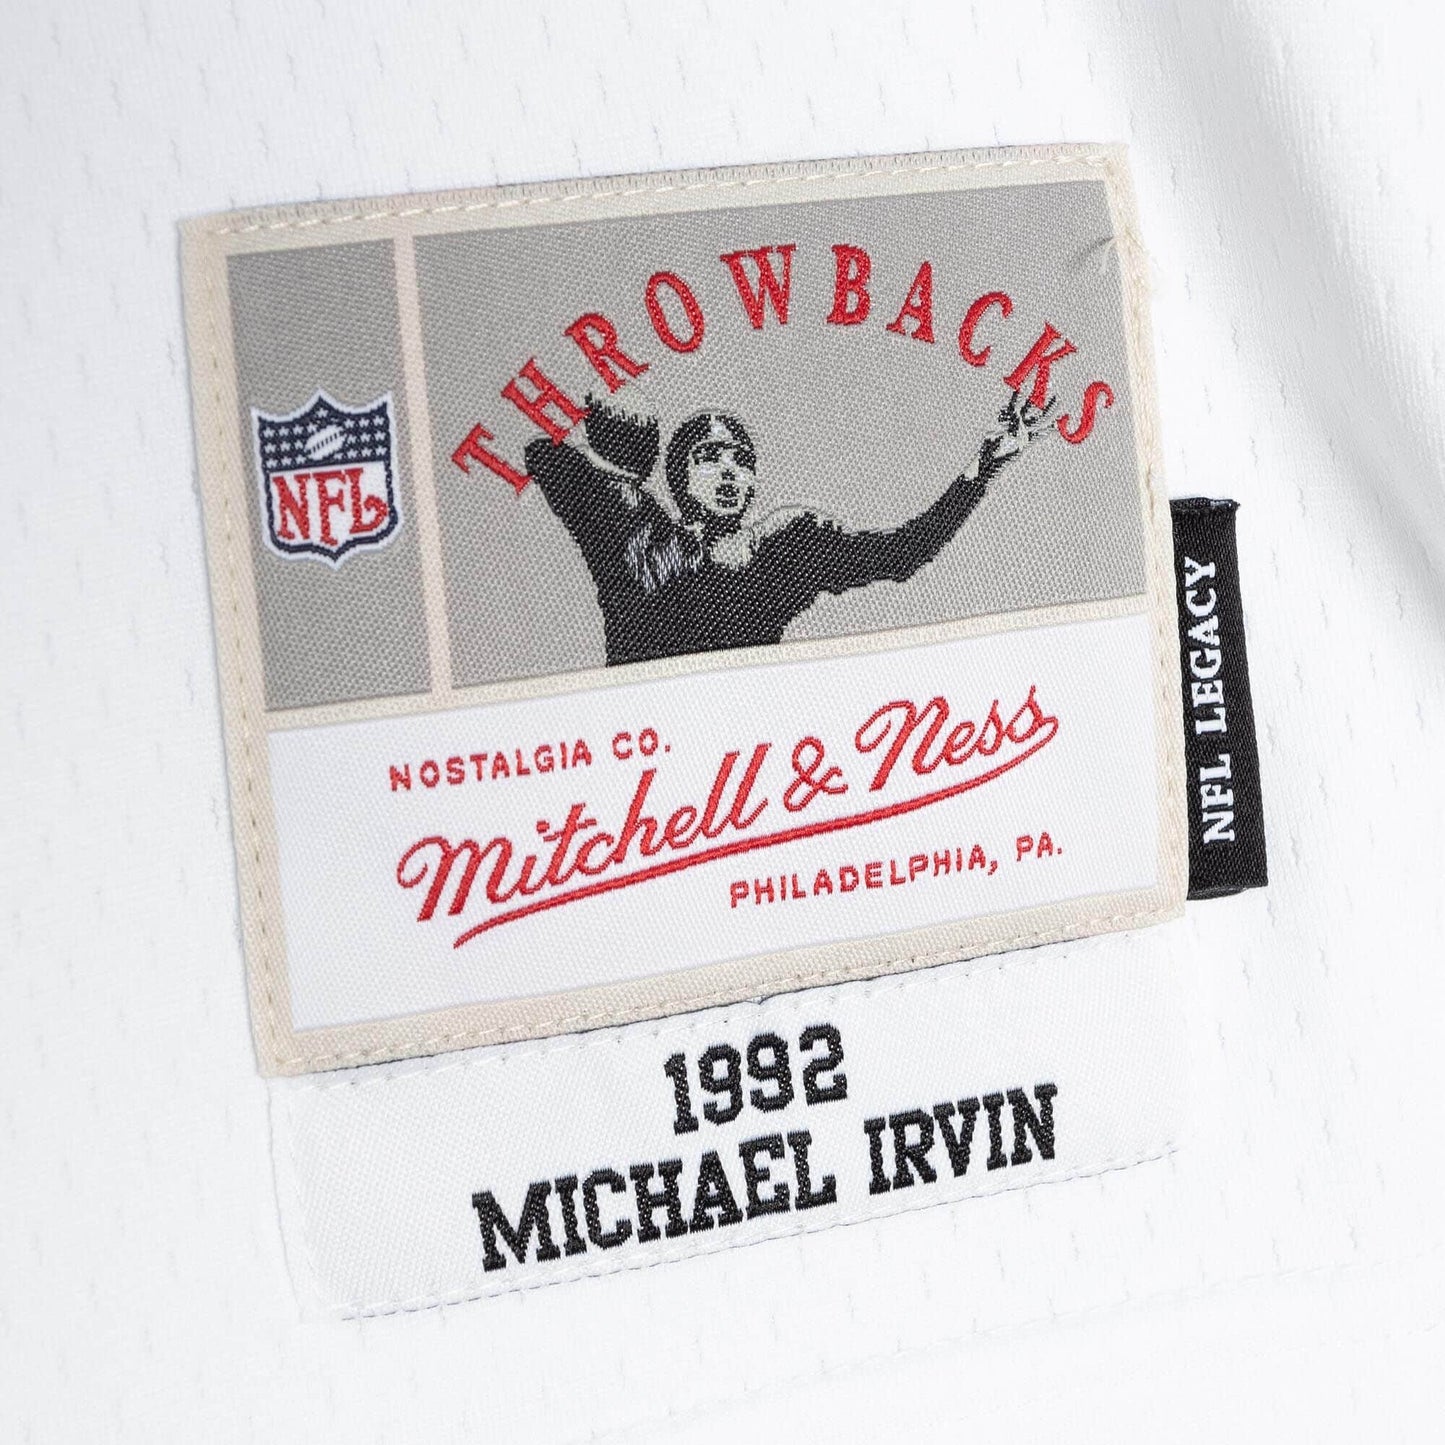 THROWBACKS
NFL
NOSTALGIA CO.
Mitchell & Ness
PHILADELPHIA, PA.
NFL LEGACY
1992
MICHAEL IRVIN